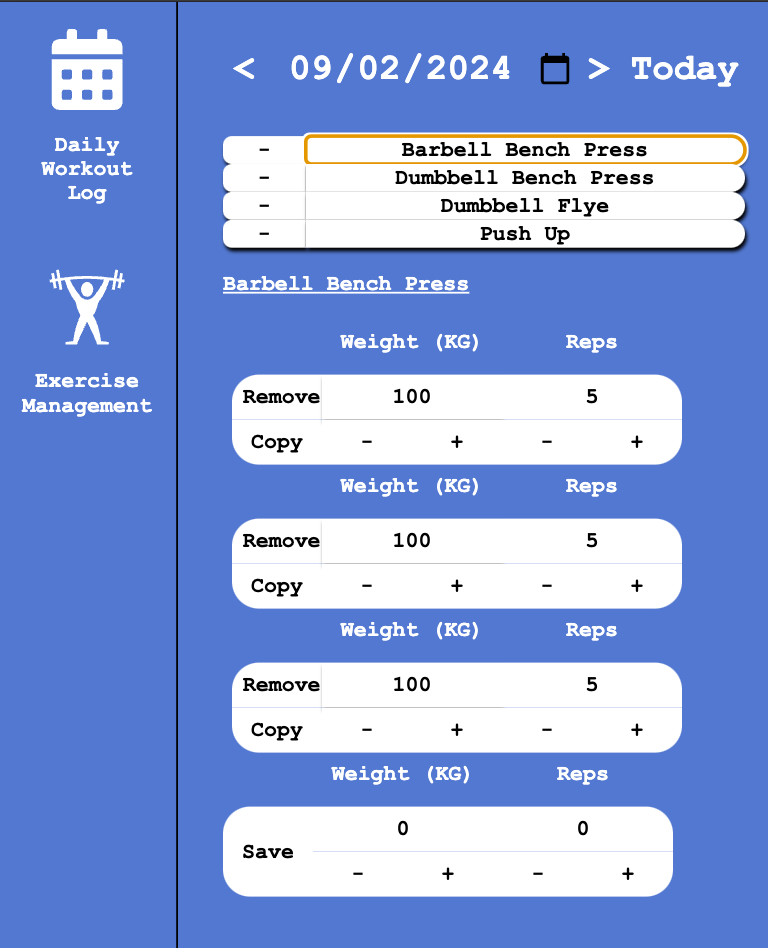 Daily
Workout
Log
Exercise
Management
< 09/02/2024 > Today
- Barbell Bench Press
- Dumbbell Bench Press
- Dumbbell Flye
- Push Up
Barbell Bench Press
Weight (KG) Reps
Remove 100 5
Copy - + - +
Weight (KG) Reps
Remove 100 5
Copy - + - +
Weight (KG) Reps
Remove 100 5
Copy - + - +
Weight (KG) Reps
0 0
Save
- + - +